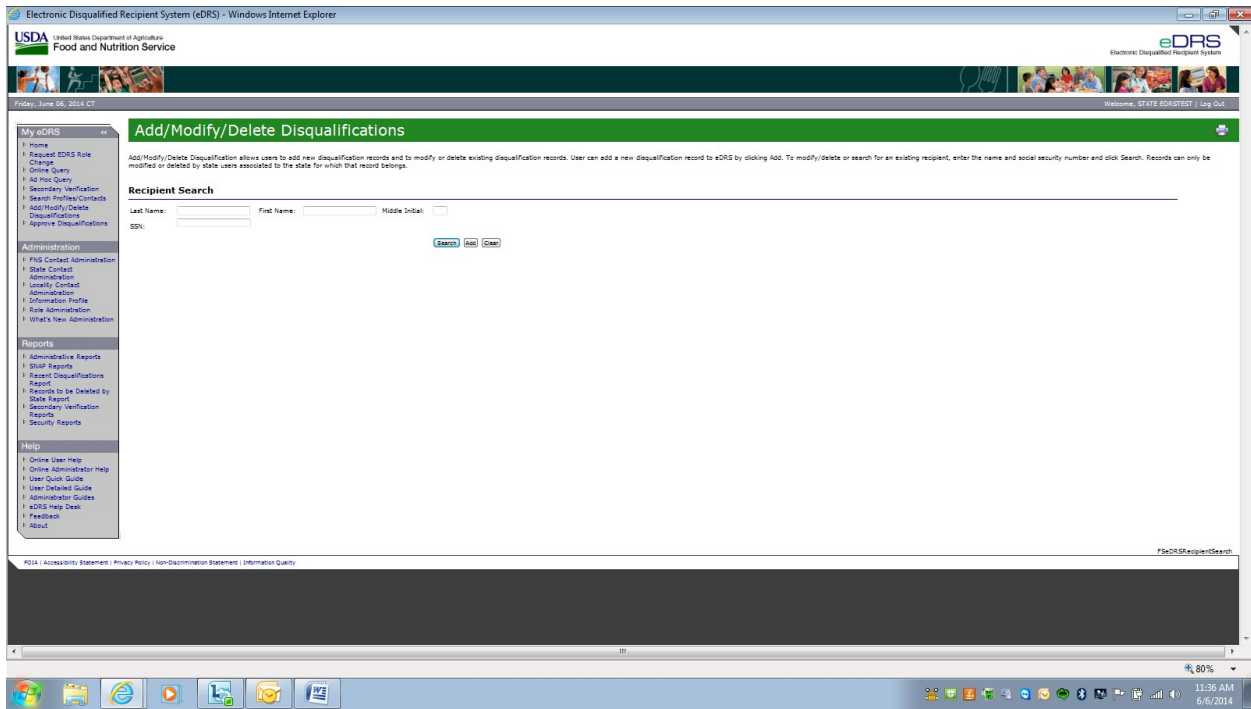 Electronic Disqualified Recipient System (eDRS) - Windows Internet Explorer
USDA United States Department of Agriculture
Food and Nutrition Service
eDRS
Electronic Disqualified Recipient System
Friday, June 06, 2014 CT
Welcome, STATE EDRSTEST | Log Out
My eDRS <<
Home
Request EDRS Role
Change
Online Query
Ad Hoc Query
Secondary Verification
Search Profiles/Contacts
Add/Modify/Delete
Disqualifications
Approve Disqualifications
Administration
FNS Contact Administration
State Contact
Administration
Locality Contact
Administration
Information Profile
Role Administration
What's New Administration
Reports
Administrative Reports
SNAP Reports
Recent Disqualifications
Report
Records to be Deleted by
State Report
Secondary Verification
Reports
Security Reports
Help
Online User Help
Online Administrator Help
User Quick Guide
User Detailed Guide
Administrator Guides
eDRS Help Desk
Feedback
About
Add/Modify/Delete Disqualifications
Add/Modify/Delete Disqualification allows users to add new disqualification records and to modify or delete existing disqualification records. User can add a new disqualification record to eDRS by clicking Add. To modify/delete or search for an existing recipient, enter the name and social security number and click Search. Records can only be
modified or deleted by state users associated to the state for which that record belongs.
Recipient Search
Last Name: First Name: Middle Initial:
SSN:
Search Add Clear
FSeDRSRecipientSearch
FOIA | Accessibility Statement | Privacy Policy | Non-Discrimination Statement | Information Quality
80%
11:36 AM
6/6/2014